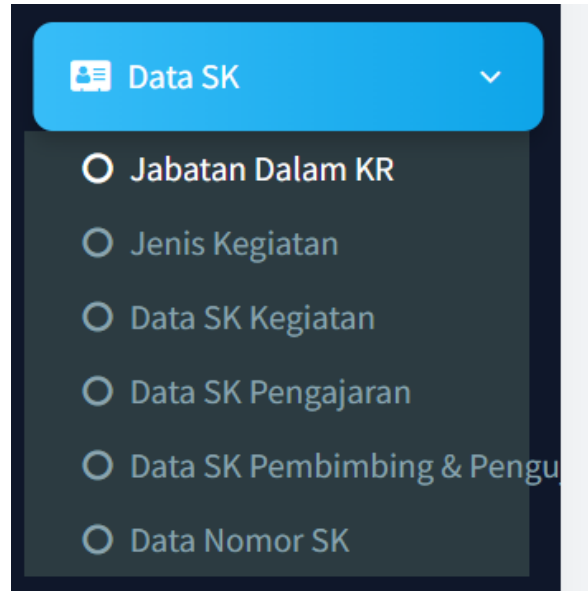 Data SK
Jabatan Dalam KR
Jenis Kegiatan
Data SK Kegiatan
Data SK Pengajaran
Data SK Pembimbing &
Data Nomor SK